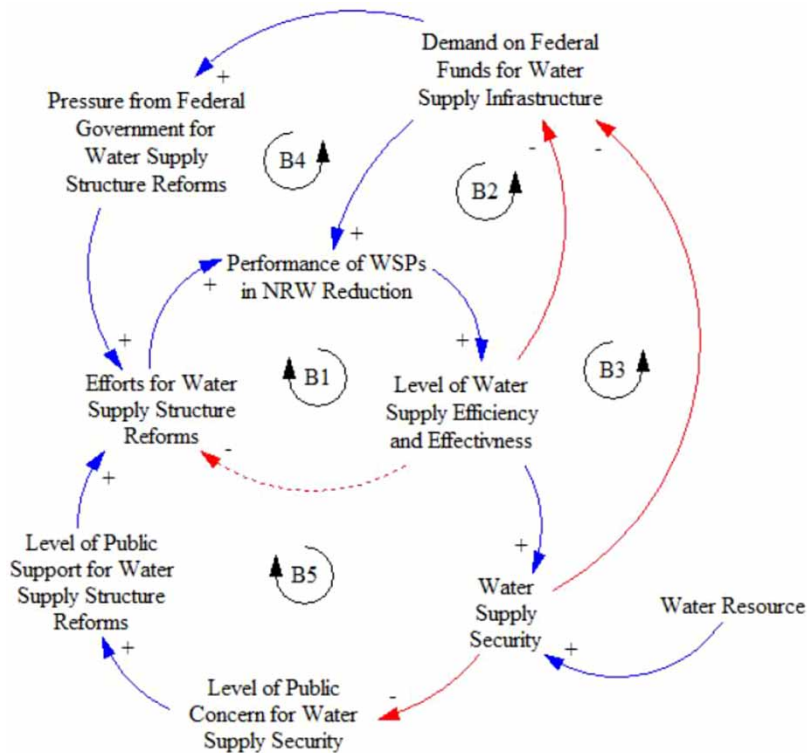 Demand on Federal
Funds for Water
Supply Infrastructure
+
Pressure from Federal
Government for
Water Supply
Structure Reforms
B4
-
-
B2
+
Performance of WSPs
in NRW Reduction
+
+
+
B1
B3
Efforts for Water
Supply Structure
Reforms
Level of Water
Supply Efficiency
and Effectivness
-
+
Level of Public
Support for Water
Supply Structure
Reforms
B5
+
Water
Supply
Security
Water Resource
+
+
-
Level of Public
Concern for Water
Supply Security